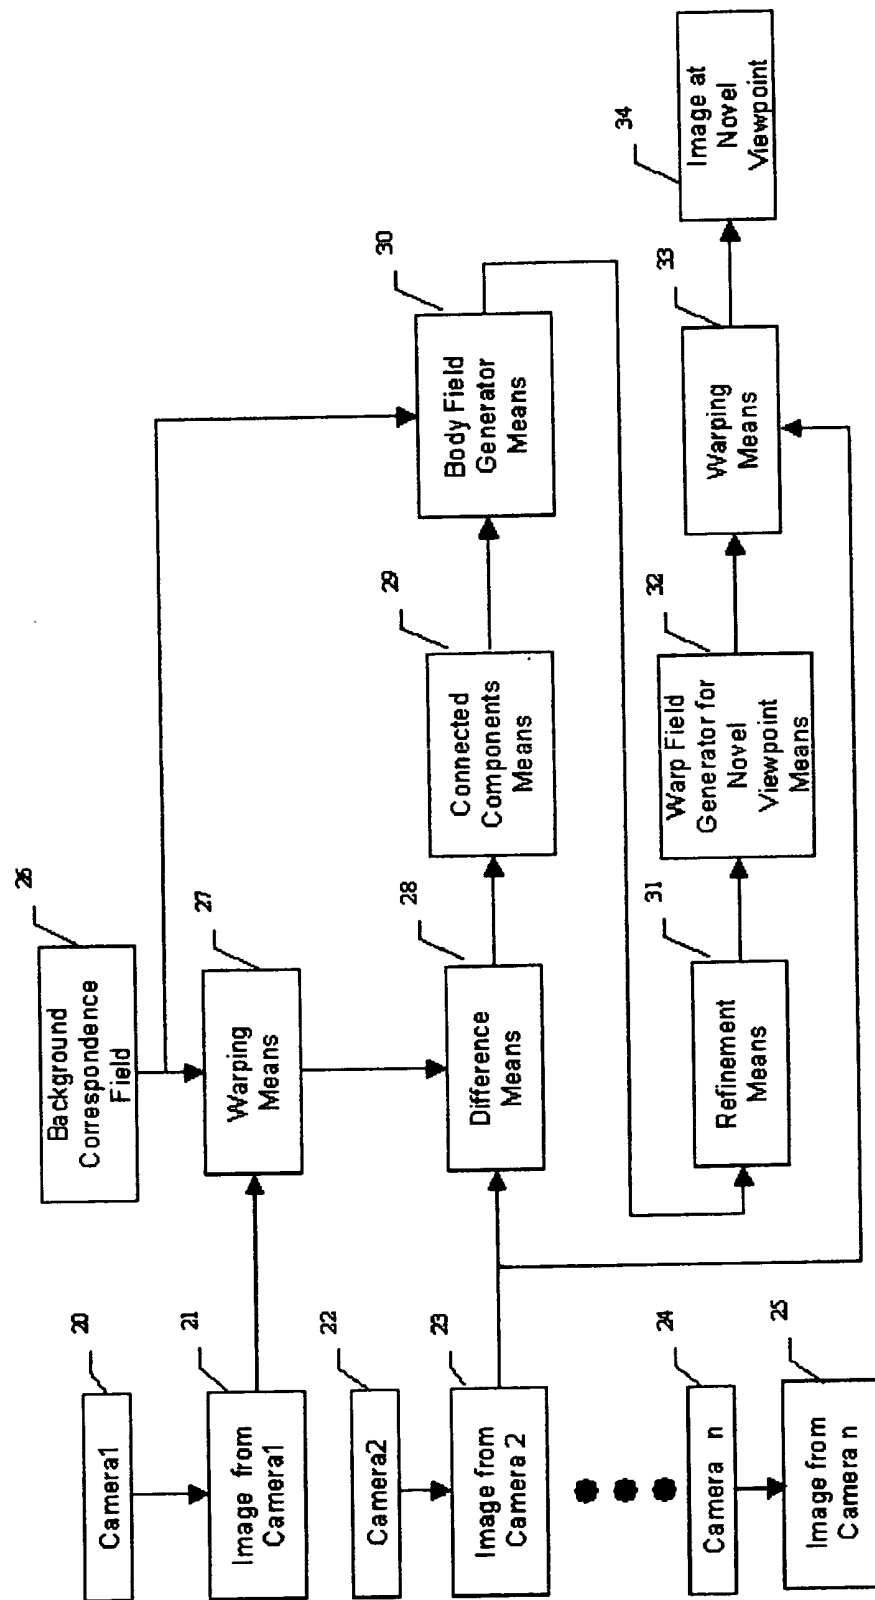 20
Camera1
21
Image from
Camera1
22
Camera2
23
Image from
Camera 2
24
Camera n
25
Image from
Camera n
26
Background
Correspondence
Field
27
Warping
Means
28
Difference
Means
29
Connected
Components
Means
30
Body Field
Generator
Means
31
Refinement
Means
32
Warp Field
Generator for
Novel
Viewpoint
Means
33
Warping
Means
34
Image at
Novel
Viewpoint